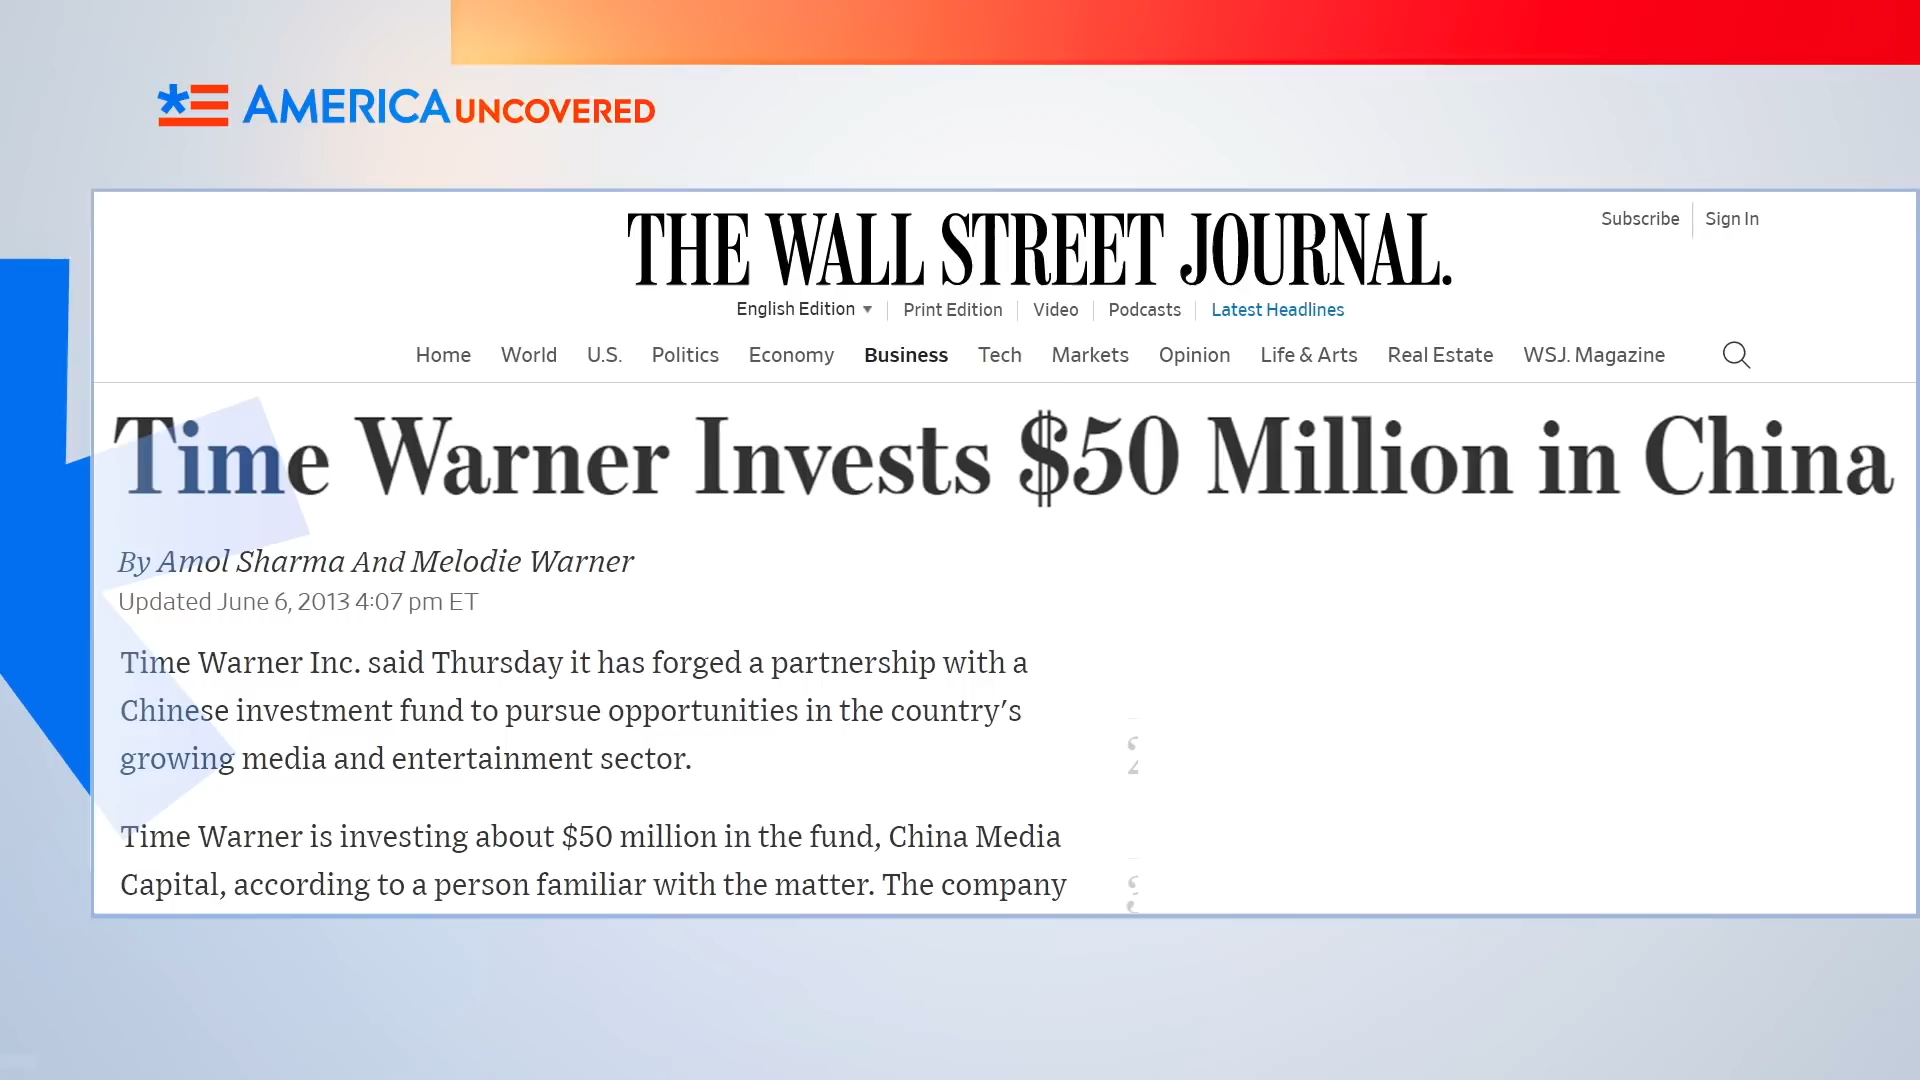 AMERICA UNCOVERED
THE WALL STREET JOURNAL.
Subscribe Sign In
English Edition Print Edition Video Podcasts Latest Headlines
Home World U.S. Politics Economy Business Tech Markets Opinion Life & Arts Real Estate WSJ. Magazine
Time Warner Invests $50 Million in China
By Amol Sharma And Melodie Warner
Updated June 6, 2013 4:07 pm ET
Time Warner Inc. said Thursday it has forged a partnership with a
Chinese investment fund to pursue opportunities in the country's
growing media and entertainment sector.
Time Warner is investing about $50 million in the fund, China Media
Capital, according to a person familiar with the matter. The company